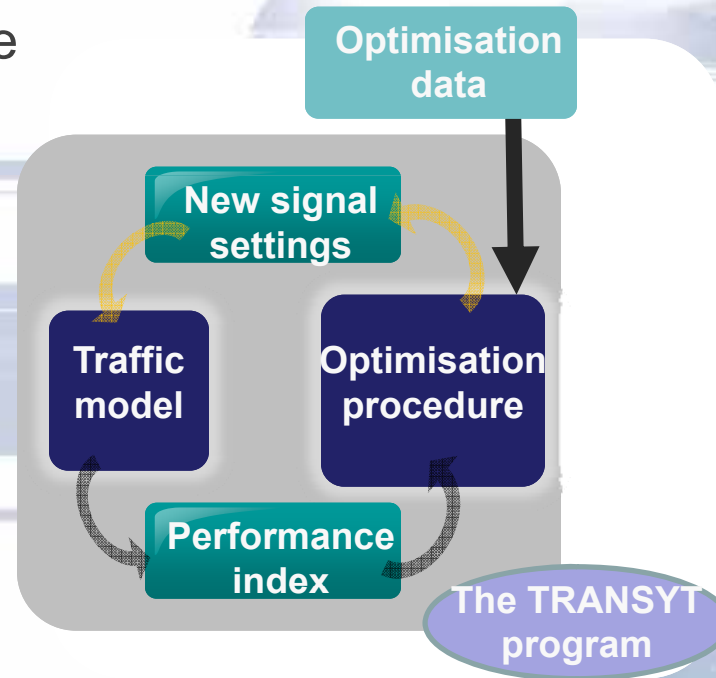 e
Optimisation
data
New signal
settings
Traffic
model
Optimisation
procedure
Performance
index
The TRANSYT
program